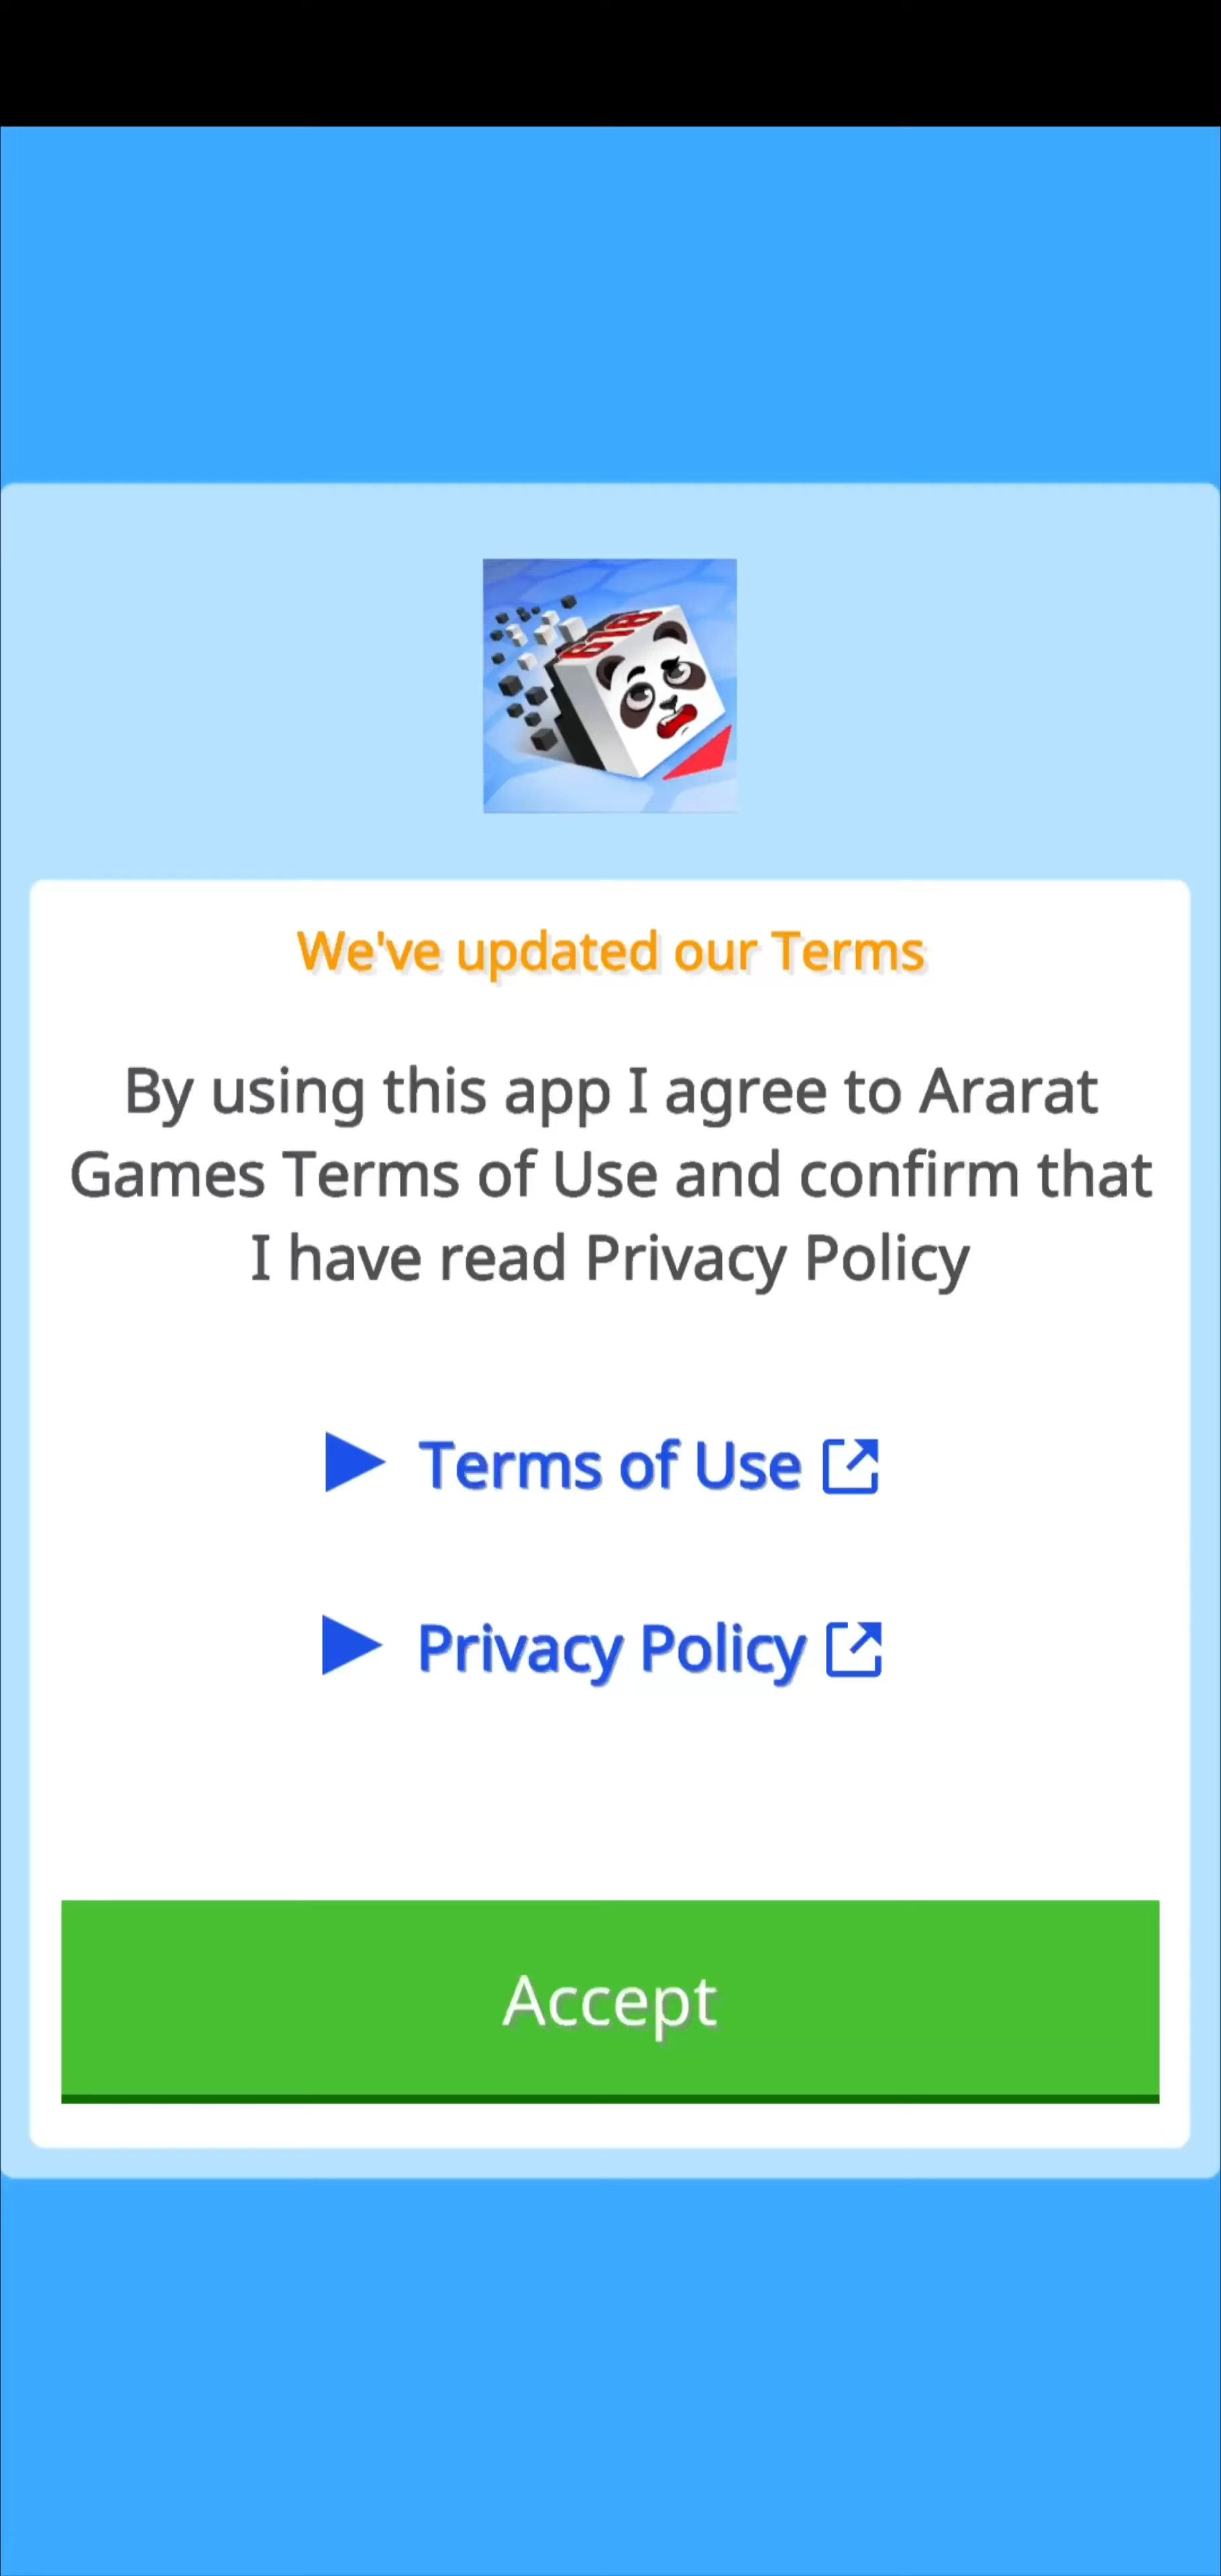 We've updated our Terms
By using this app I agree to Ararat
Games Terms of Use and confirm that
I have read Privacy Policy
Terms of Use
Privacy Policy
Accept